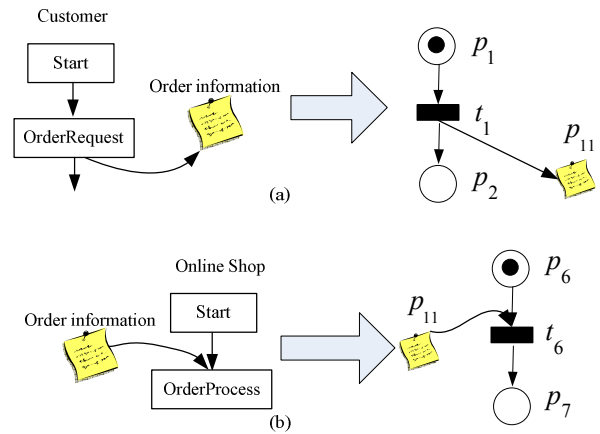 Customer
Start
Order information
OrderRequest
p1
t1
p11
p2
(a)
Online Shop
Order information
Start
OrderProcess
p11
p6
t6
p7
(b)